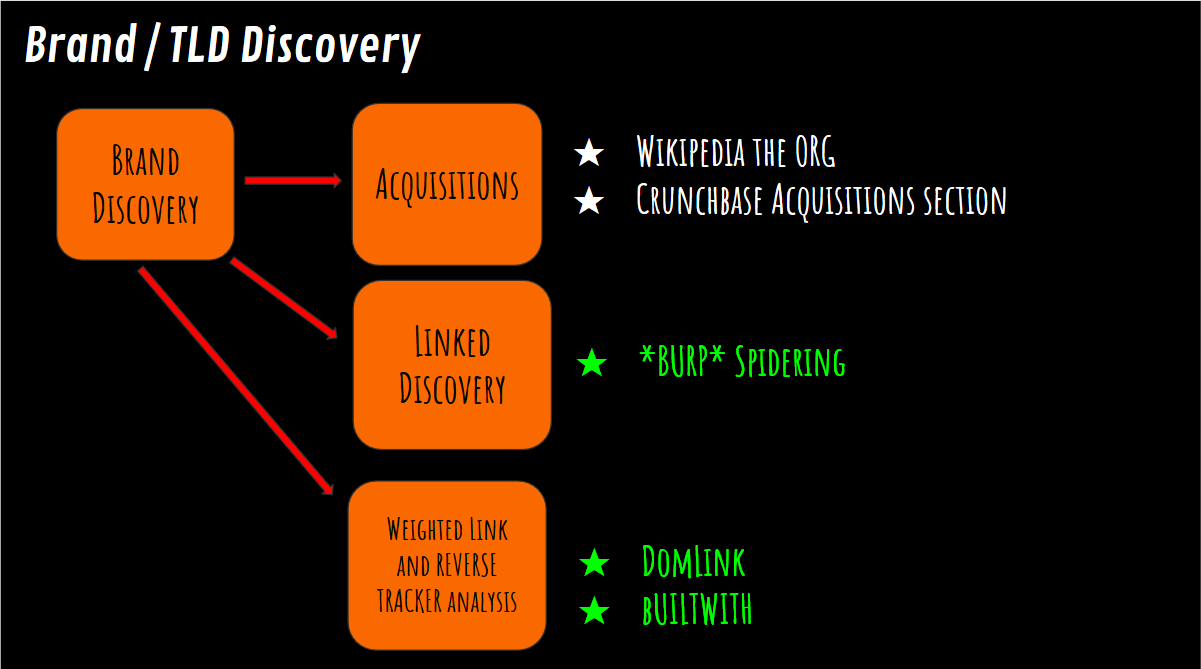 Brand / TLD Discovery
Brand
Discovery
Acquisitions
★ Wikipedia the ORG
★ Crunchbase Acquisitions section
Linked
Discovery
★ *BURP* Spidering
Weighted Link
and REVERSE
TRACKER analysis
★ DomLink
★ bUILTWITH